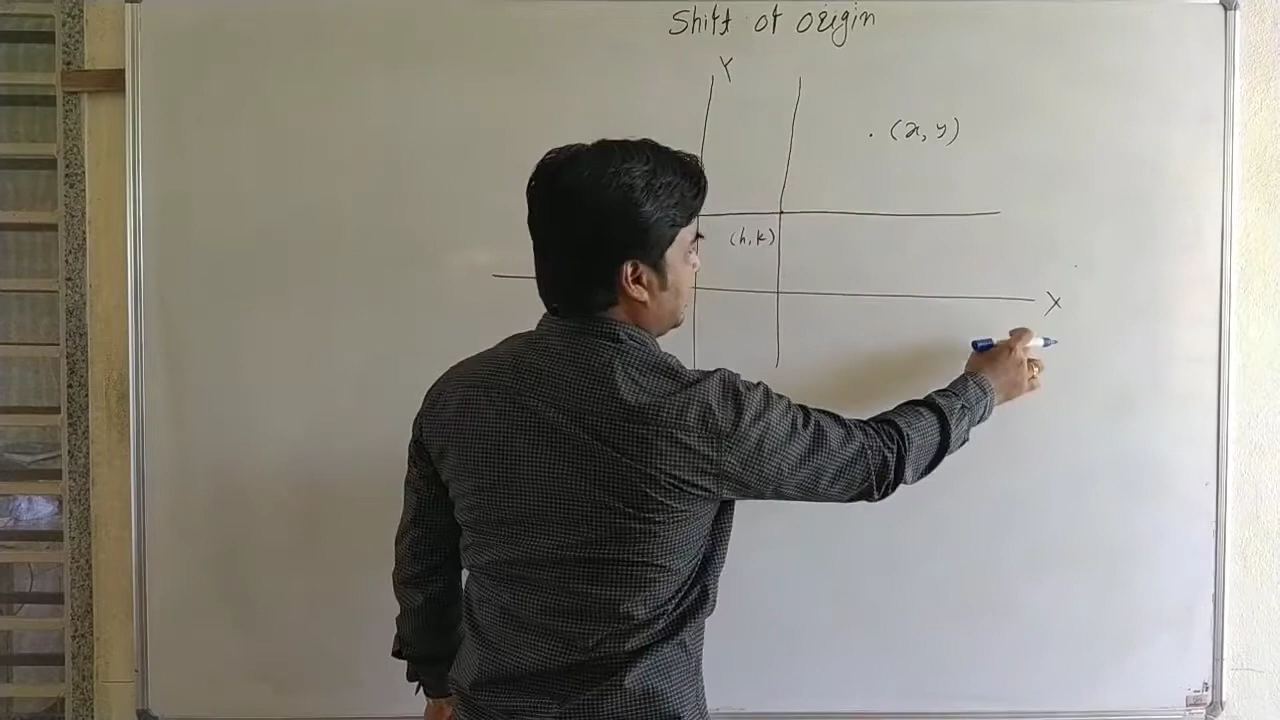 Shift of origin
Y
(x, y)
(h, k)
X